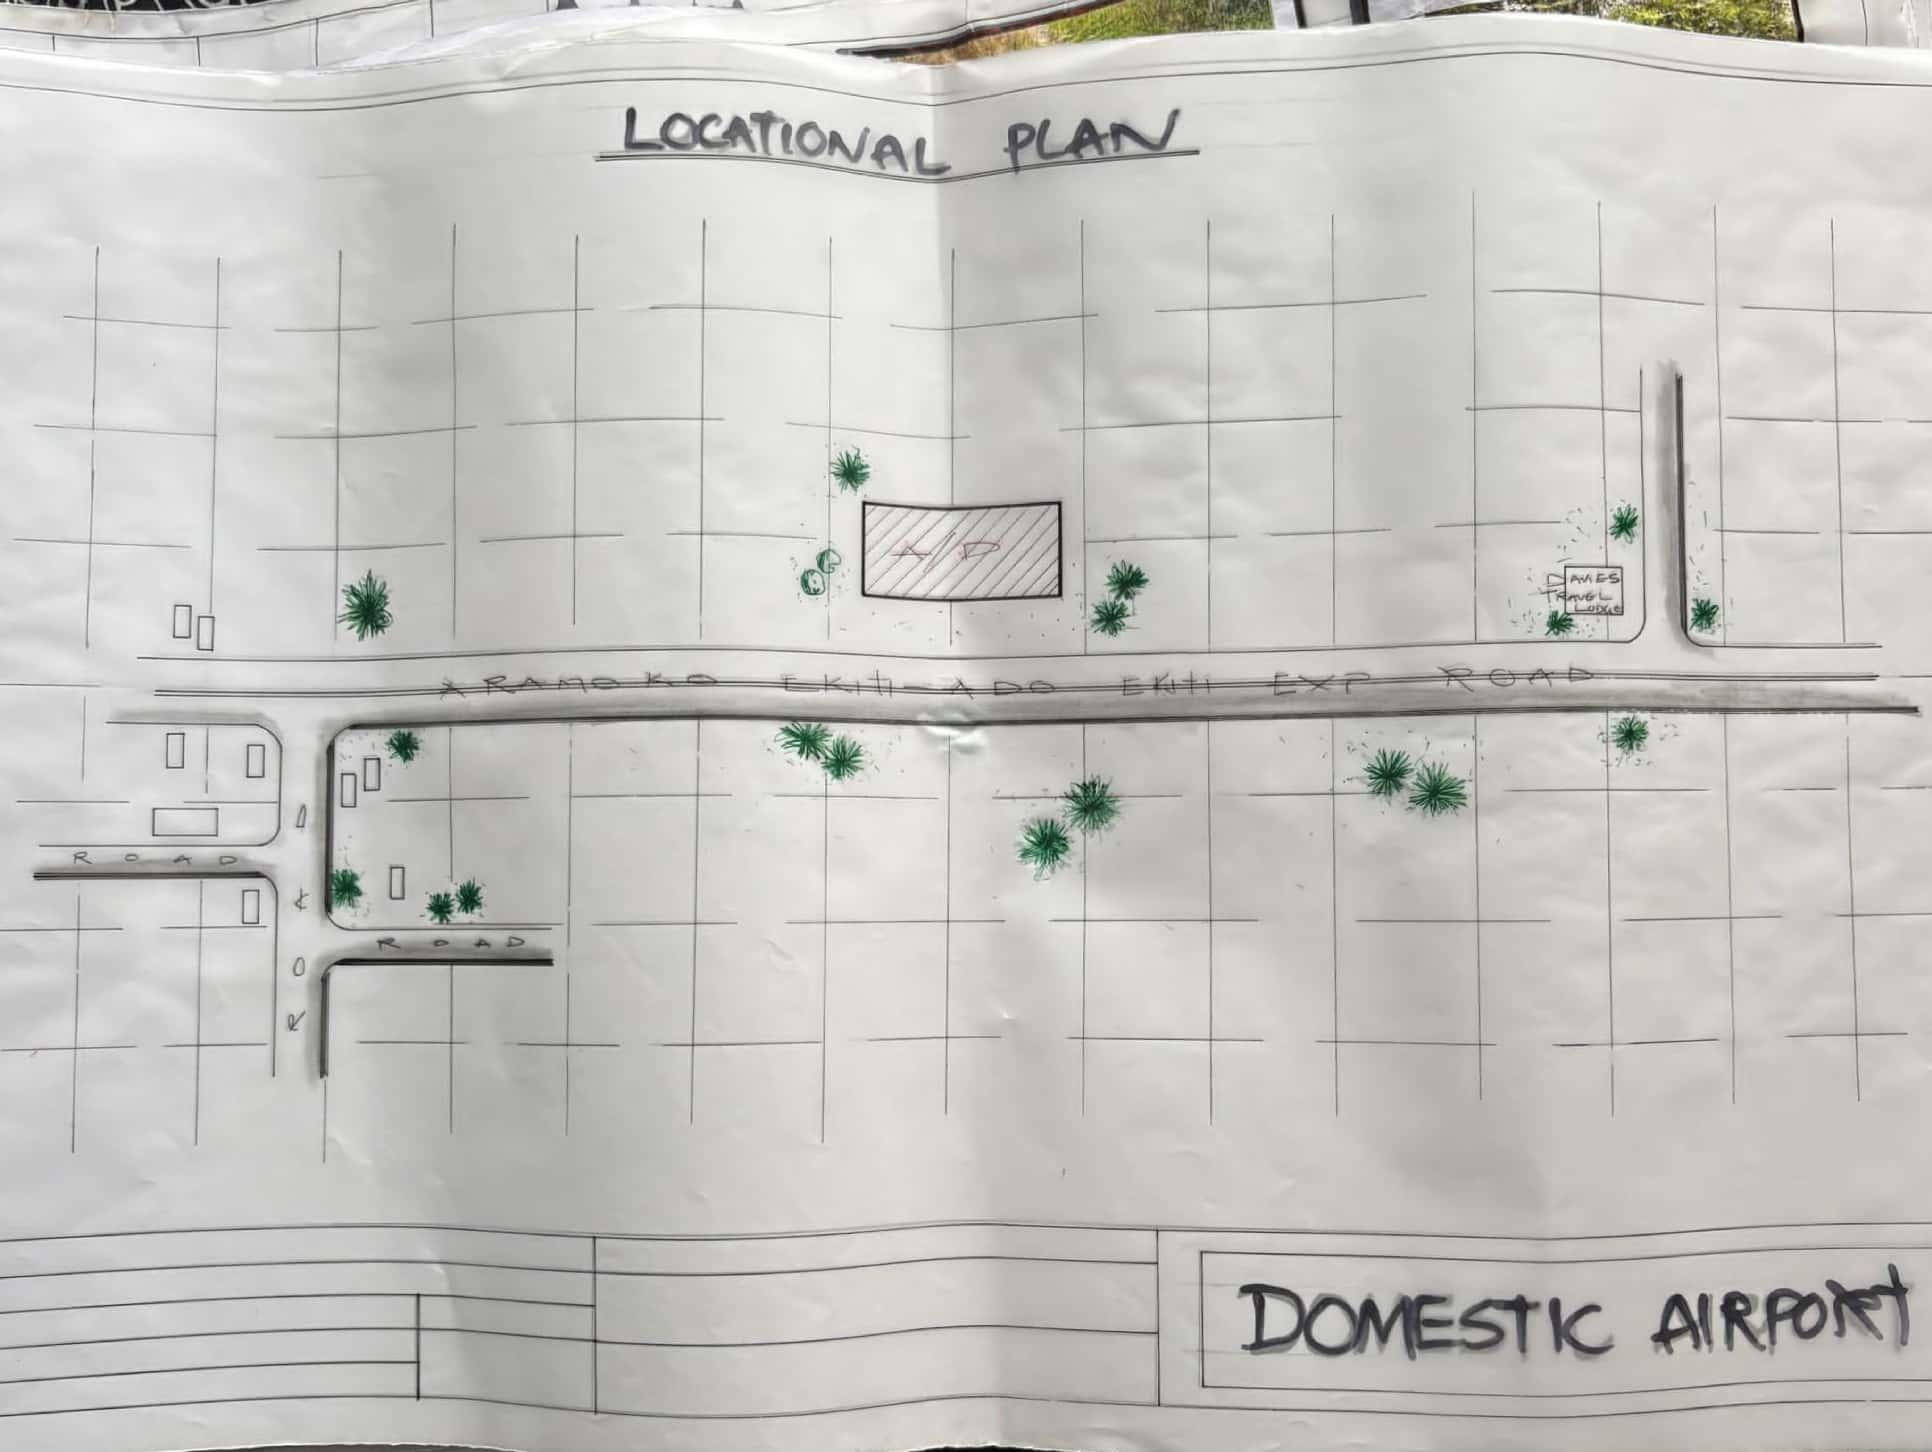 LOCATIONAL PLAN
A/P
DAVIES
TRAVEL
LODGE
ARAMOKO EKITI-ADO EKITI EXP ROAD
ROAD
ROAD
ROAD
DOMESTIC AIRPORT